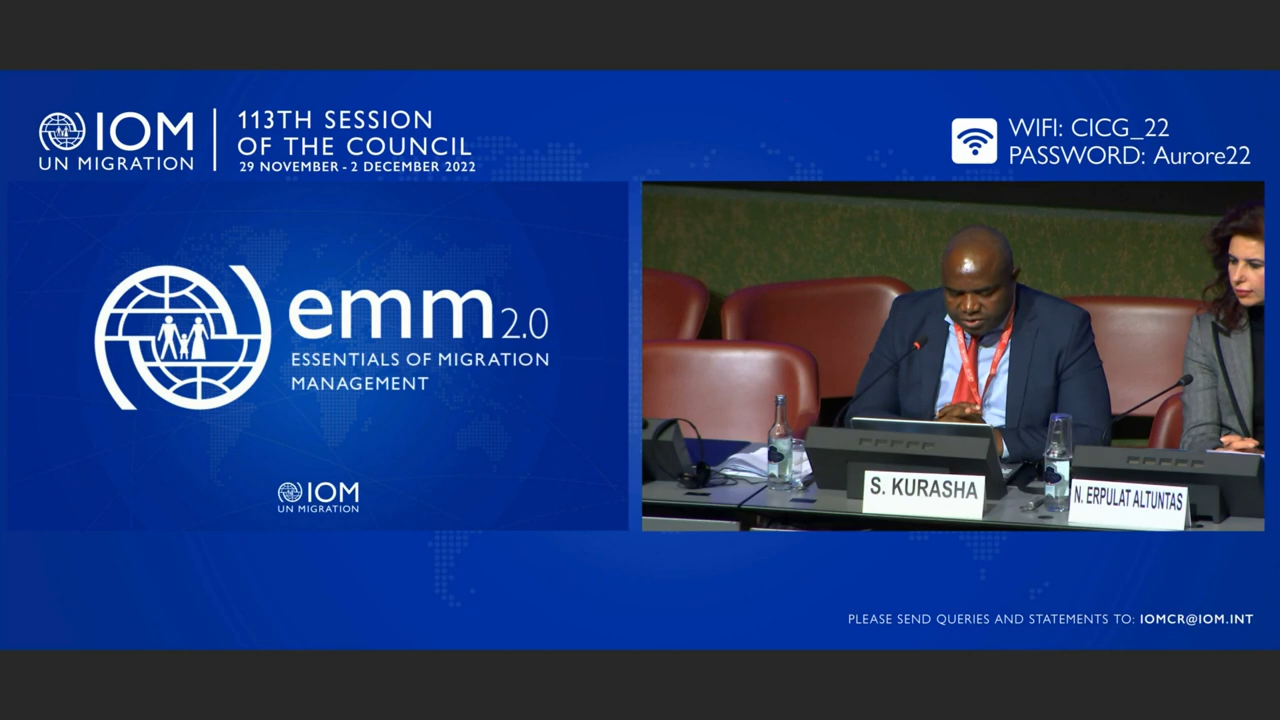 IOM
UN MIGRATION
113TH SESSION
OF THE COUNCIL
29 NOVEMBER - 2 DECEMBER 2022
WIFI: CICG_22
PASSWORD: Aurore22
emm2.0
ESSENTIALS OF MIGRATION
MANAGEMENT
IOM
UN MIGRATION
S. KURASHA
N. ERPULAT ALTUNTAS
PLEASE SEND QUERIES AND STATEMENTS TO: IOMCR@IOM.INT